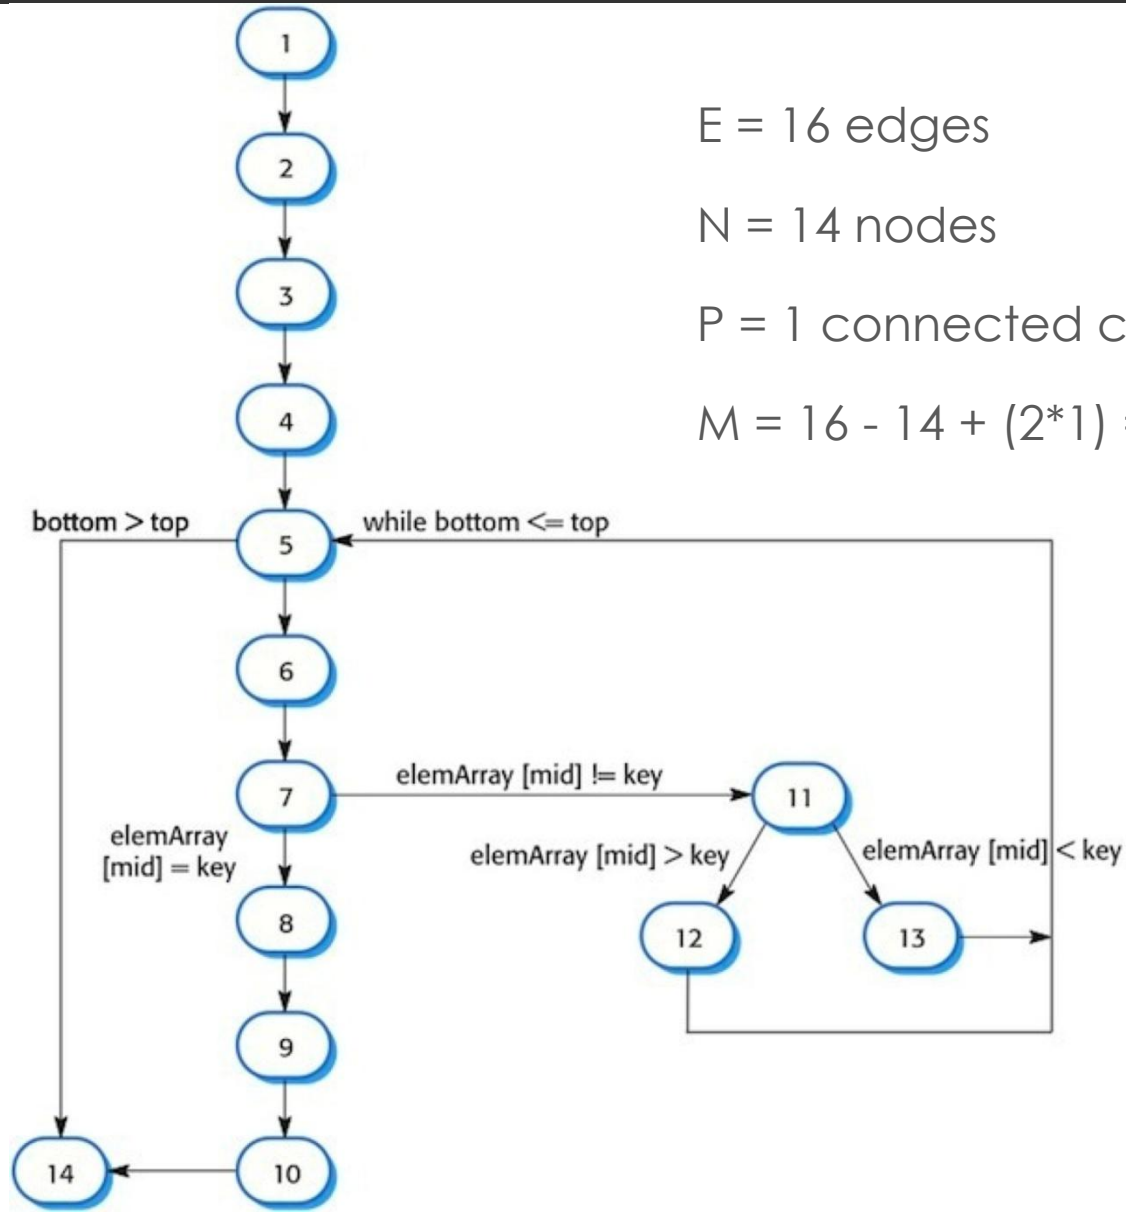 1
E = 16 edges
2
N = 14 nodes
3
P = 1 connected
4
M = 16 - 14 + (2*1)
bottom > top
5
while bottom <= top
6
7
elemArray [mid] != key
11
elemArray
[mid] = key
elemArray [mid] > key
elemArray [mid] < key
8
12
13
9
14
10